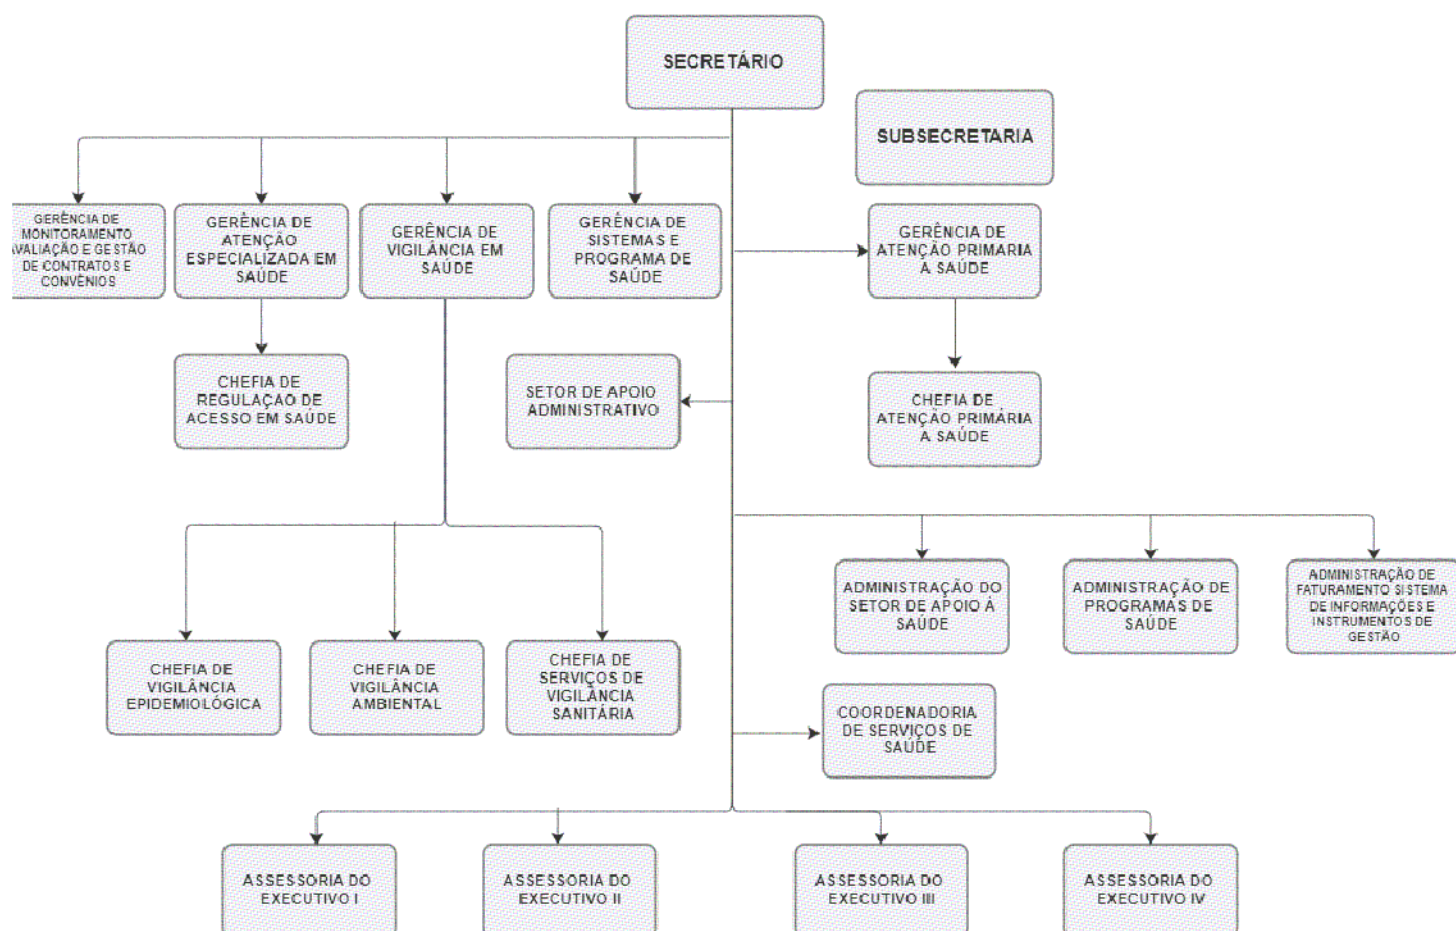 SECRETÁRIO
SUBSECRETARIA
GERÊNCIA DE
MONITORAMENTO
AVALIAÇÃO E GESTÃO
DE CONTRATOS E
CONVÊNIOS
GERÊNCIA DE
ATENÇÃO
ESPECIALIZADA EM
SAÚDE
GERÊNCIA DE
VIGILÂNCIA EM
SAÚDE
GERÊNCIA DE
SISTEMAS E
PROGRAMA DE
SAÚDE
GERÊNCIA DE
ATENÇÃO PRIMARIA
A SAÚDE
CHEFIA DE
REGULAÇAO DE
ACESSO EM SAÚDE
SETOR DE APOIO
ADMINISTRATIVO
CHEFIA DE
ATENÇÃO PRIMÁRIA
A SAÚDE
ADMINISTRAÇÃO DO
SETOR DE APOIO Á
SAÚDE
ADMINISTRAÇÃO DE
PROGRAMAS DE
SAÚDE
ADMINISTRAÇÃO DE
FATURAMENTO SISTEMA
DE INFORMAÇÕES E
INSTRUMENTOS DE
GESTÃO
CHEFIA DE
VIGILÂNCIA
EPIDEMIOLÓGICA
CHEFIA DE
VIGILÂNCIA
AMBIENTAL
CHEFIA DE
SERVIÇOS DE
VIGILÂNCIA
SANITÁRIA
COORDENADORIA
DE SERVIÇOS DE
SAÚDE
ASSESSORIA DO
EXECUTIVO I
ASSESSORIA DO
EXECUTIVO II
ASSESSORIA DO
EXECUTIVO III
ASSESSORIA DO
EXECUTIVO IV